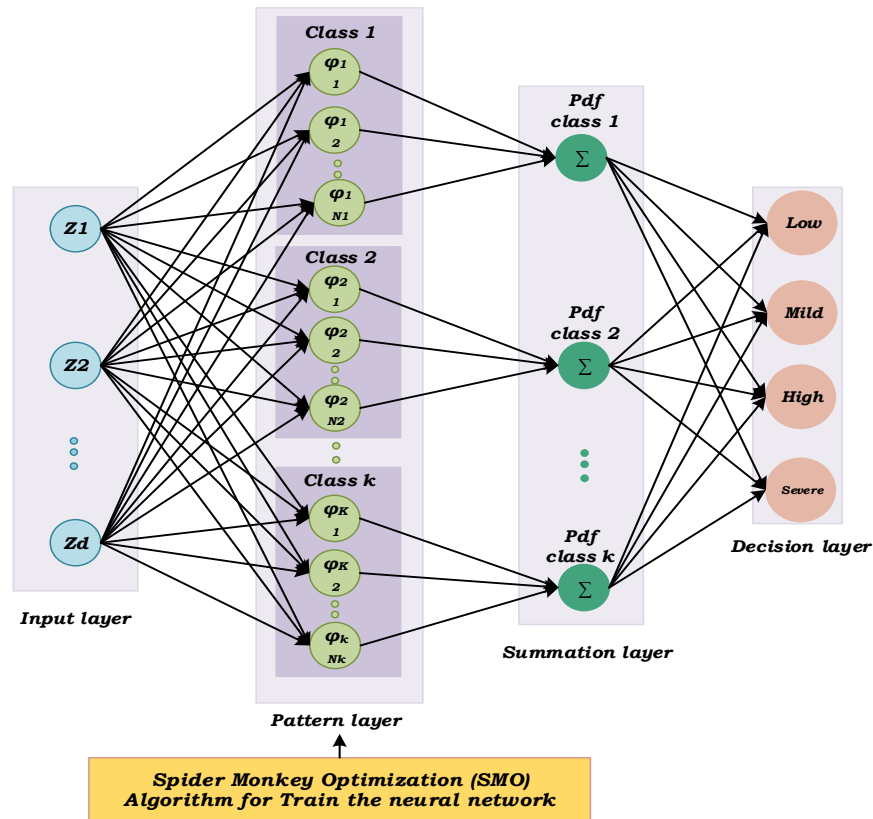 Z1
Z2
Zd
Input layer
Class 1
φ1
1
φ1
2
φ1
N1
Class 2
φ2
1
φ2
2
φ2
N2
Class k
φK
1
φK
2
φk
Nk
Pattern layer
Pdf
class 1
Σ
Pdf
class 2
Σ
Pdf
class k
Σ
Summation layer
Low
Mild
High
Severe
Decision layer
Spider Monkey Optimization (SMO)
Algorithm for Train the neural network